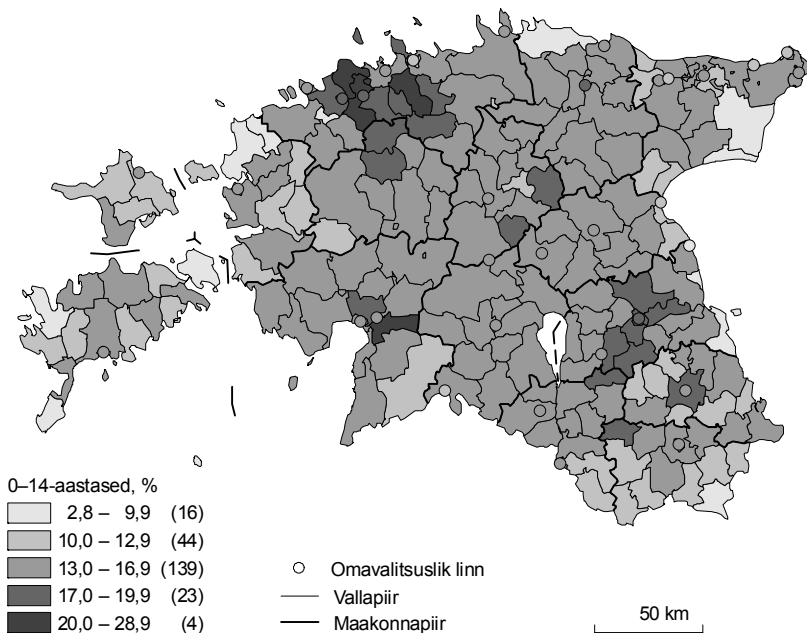 0–14-aastased, %
2,8 – 9,9 (16)
10,0 – 12,9 (44)
13,0 – 16,9 (139)
17,0 – 19,9 (23)
20,0 – 28,9 (4)
Omavalitsuslik linn
Vallapiir
Maakonnapiir
50 km